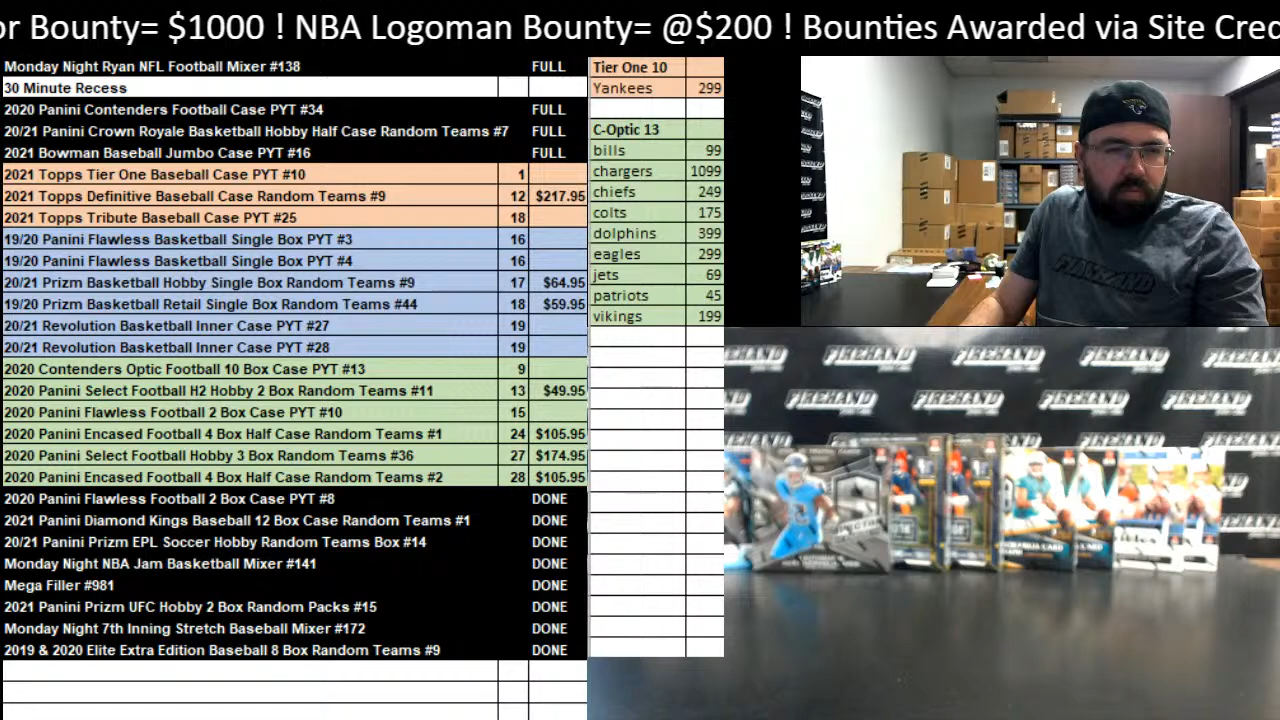 or Bounty= $1000 ! NBA Logoman Bounty= @$200 ! Bounties Awarded via Site Cred
Monday Night Ryan NFL Football Mixer #138 FULL
30 Minute Recess
2020 Panini Contenders Football Case PYT #34 FULL
20/21 Panini Crown Royale Basketball Hobby Half Case Random Teams #7 FULL
2021 Bowman Baseball Jumbo Case PYT #16 FULL
2021 Topps Tier One Baseball Case PYT #10 1
2021 Topps Definitive Baseball Case Random Teams #9 12 $217.95
2021 Topps Tribute Baseball Case PYT #25 18
19/20 Panini Flawless Basketball Single Box PYT #3 16
19/20 Panini Flawless Basketball Single Box PYT #4 16
20/21 Prizm Basketball Hobby Single Box Random Teams #9 17 $64.95
19/20 Prizm Basketball Retail Single Box Random Teams #44 18 $59.95
20/21 Revolution Basketball Inner Case PYT #27 19
20/21 Revolution Basketball Inner Case PYT #28 19
2020 Contenders Optic Football 10 Box Case PYT #13 9
2020 Panini Select Football H2 Hobby 2 Box Random Teams #11 13 $49.95
2020 Panini Flawless Football 2 Box Case PYT #10 15
2020 Panini Encased Football 4 Box Half Case Random Teams #1 24 $105.95
2020 Panini Select Football Hobby 3 Box Random Teams #36 27 $174.95
2020 Panini Encased Football 4 Box Half Case Random Teams #2 28 $105.95
2020 Panini Flawless Football 2 Box Case PYT #8 DONE
2021 Panini Diamond Kings Baseball 12 Box Case Random Teams #1 DONE
20/21 Panini Prizm EPL Soccer Hobby Random Teams Box #14 DONE
Monday Night NBA Jam Basketball Mixer #141 DONE
Mega Filler #981 DONE
2021 Panini Prizm UFC Hobby 2 Box Random Packs #15 DONE
Monday Night 7th Inning Stretch Baseball Mixer #172 DONE
2019 & 2020 Elite Extra Edition Baseball 8 Box Random Teams #9 DONE
Tier One 10
Yankees 299
C-Optic 13
bills 99
chargers 1099
chiefs 249
colts 175
dolphins 399
eagles 299
jets 69
patriots 45
vikings 199
FIREHAND
FIREHAND
FIREHAND
FIREHAND
FIREHAND
FIREHAND
FIREHAND
FIREHAND